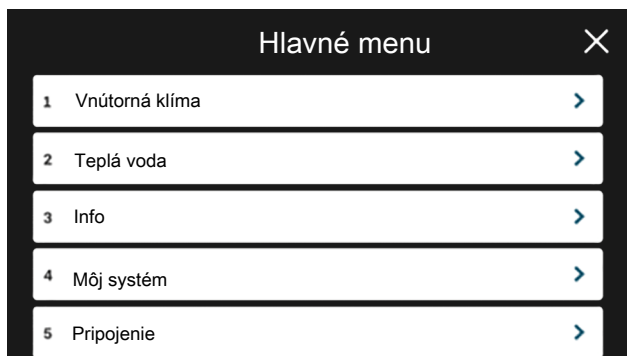 Hlavné menu
1 Vnútorná klíma
2 Teplá voda
3 Info
4 Môj systém
5 Pripojenie